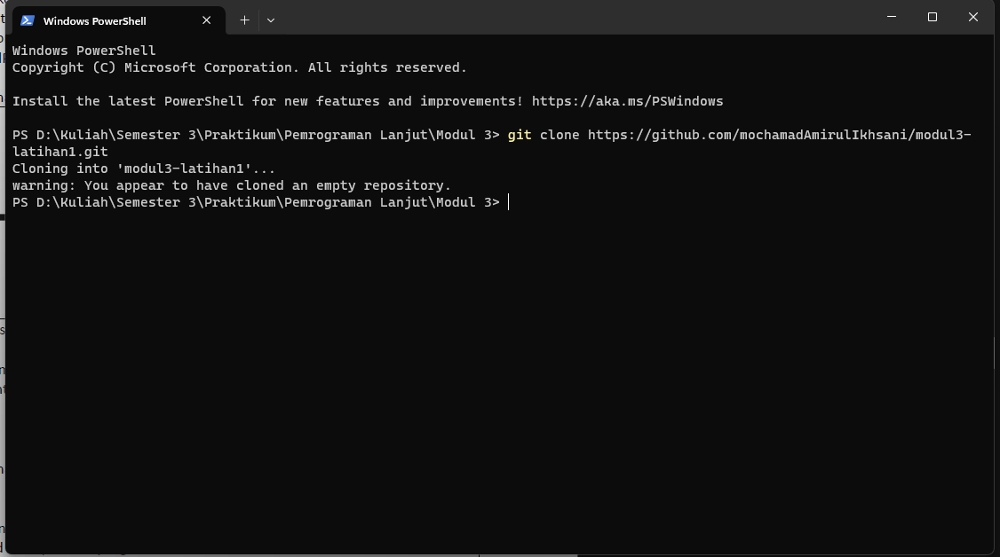 Windows PowerShell
Windows PowerShell
Copyright (C) Microsoft Corporation. All rights reserved.
Install the latest PowerShell for new features and improvements! https://aka.ms/PSWindows
PS D:\Kuliah\Semester 3\Praktikum\Pemrograman Lanjut\Modul 3> git clone https://github.com/mochamadAmirulIkhsani/modul3-
latihan1.git
Cloning into 'modul3-latihan1'...
warning: You appear to have cloned an empty repository.
PS D:\Kuliah\Semester 3\Praktikum\Pemrograman Lanjut\Modul 3>